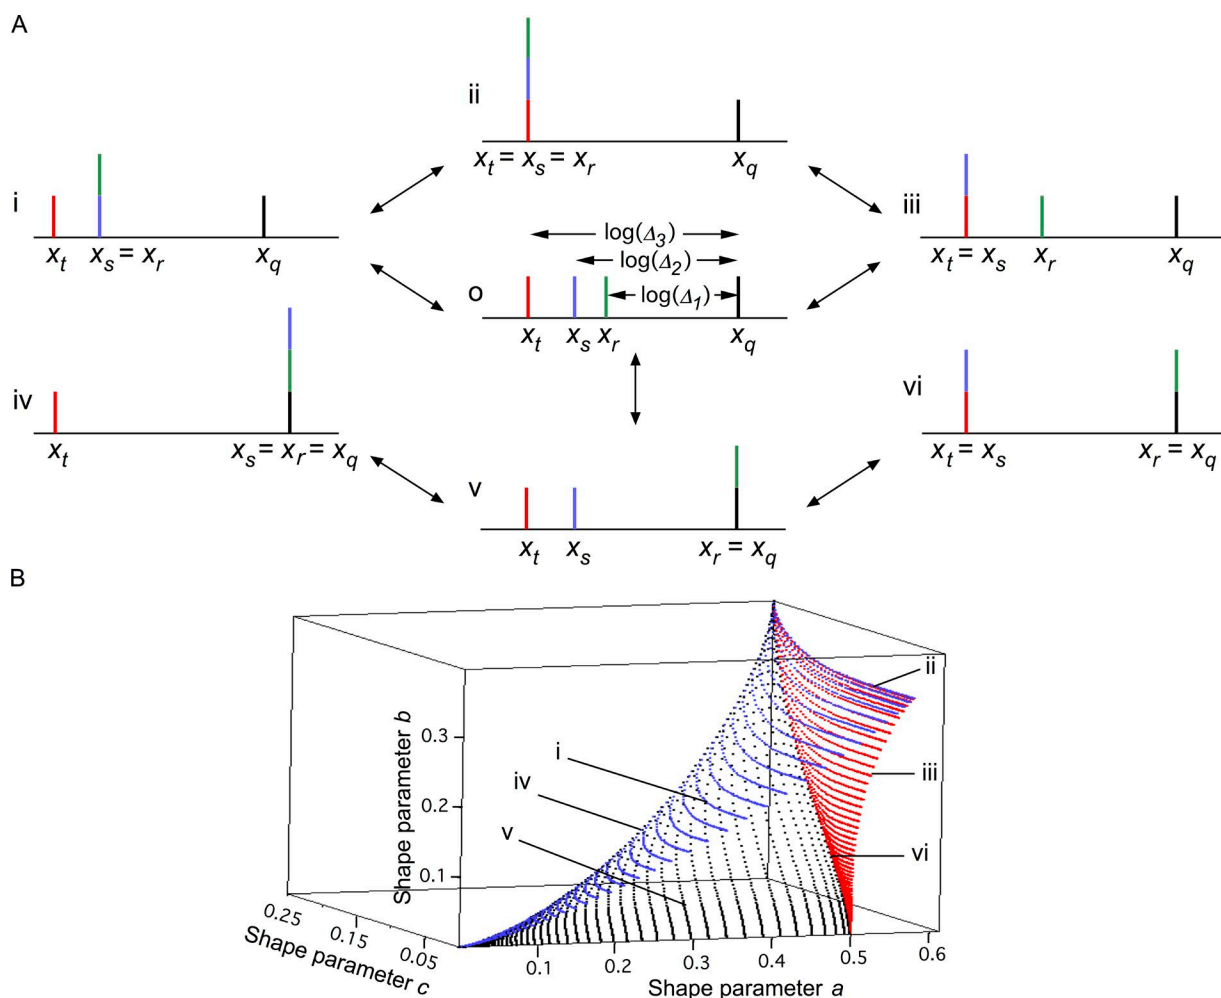 A
ii
x_t = x_s = x_r
x_q
i
x_t
x_s = x_r
x_q
iii
x_t = x_s
x_r
x_q
log(Δ_3)
log(Δ_2)
log(Δ_1)
o
x_t
x_s
x_r
x_q
iv
x_t
x_s = x_r = x_q
vi
x_t = x_s
x_r = x_q
v
x_t
x_s
x_r = x_q
B
ii
i
iii
iv
v
vi
Shape parameter b
0.3
0.2
0.1
0.25
0.15
0.05
Shape parameter c
0.1
0.2
0.3
0.4
0.5
0.6
Shape parameter a